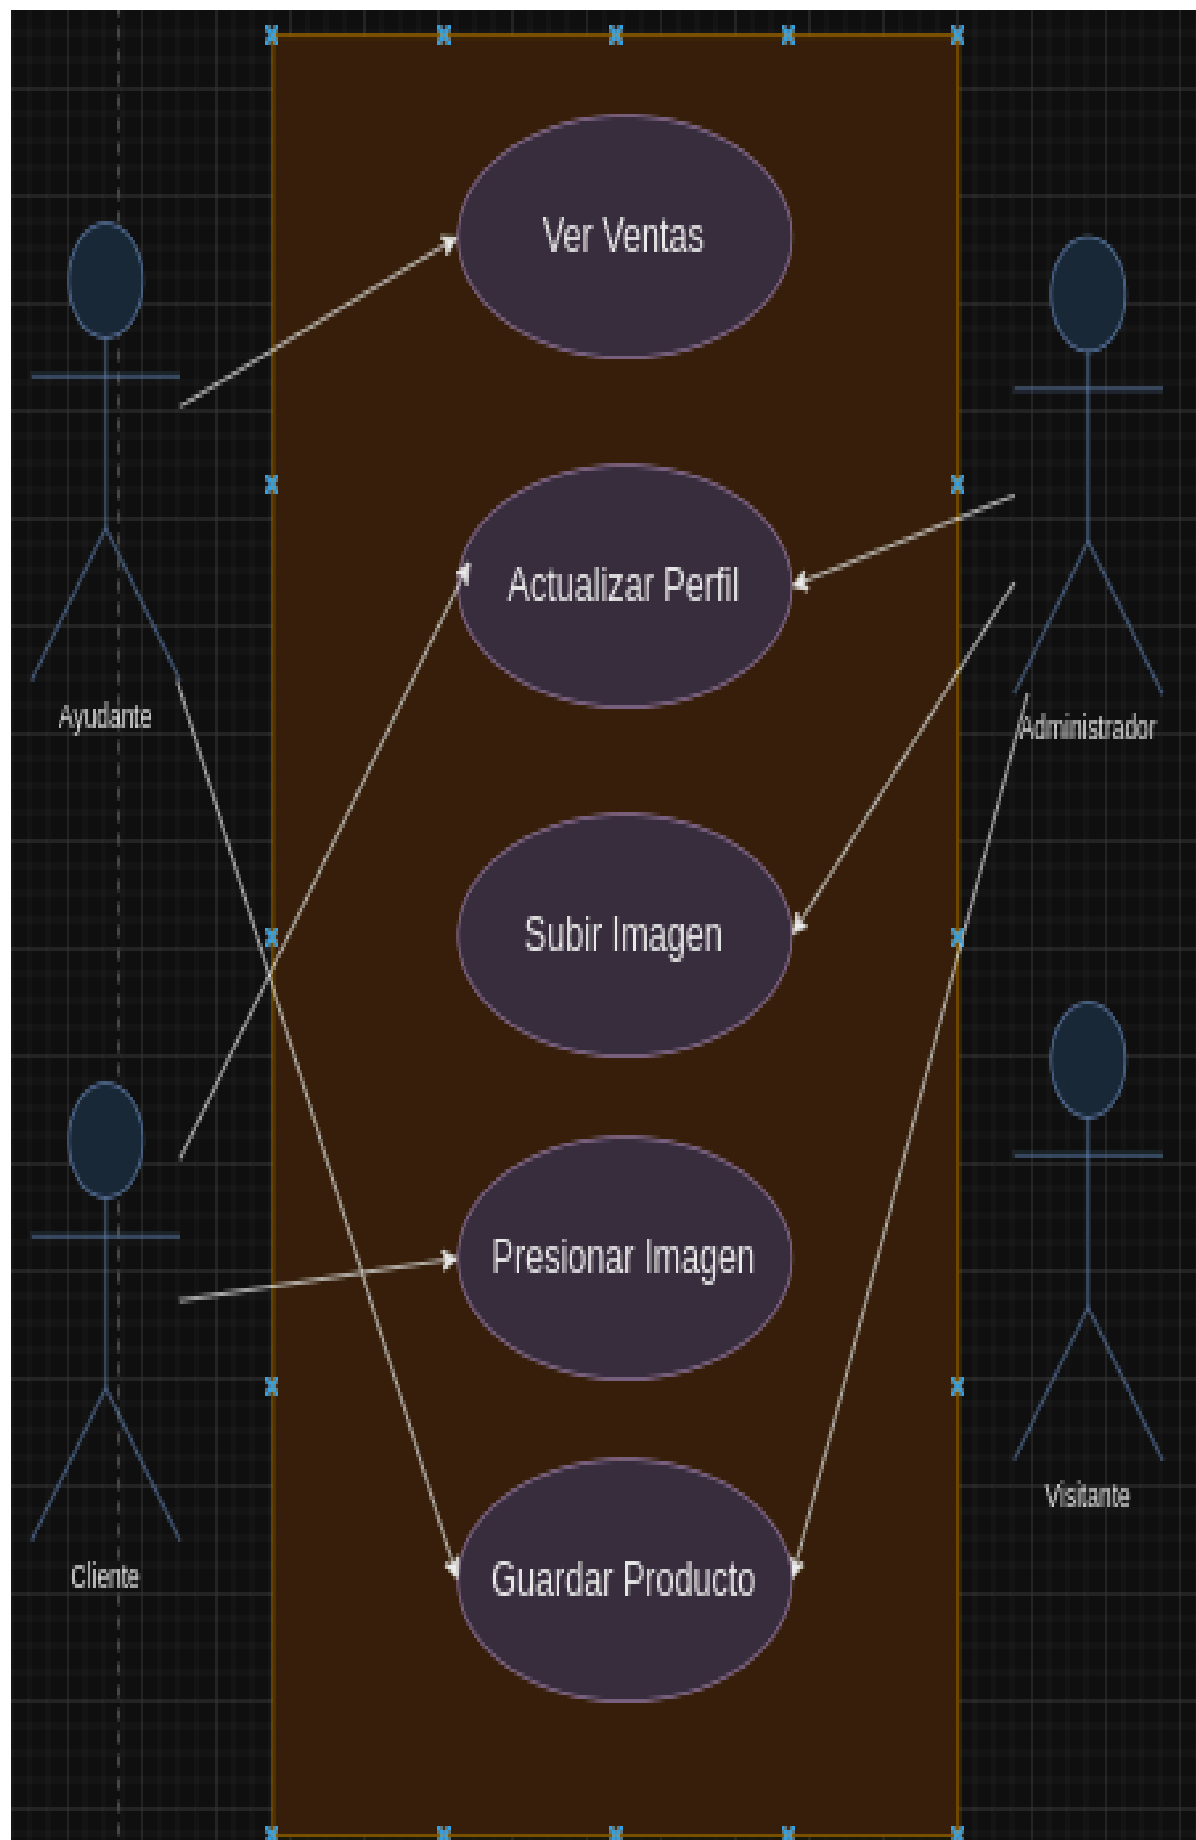 Ver Ventas
Actualizar Perfil
Ayudante
Administrador
Subir Imagen
Presionar Imagen
Visitante
Cliente
Guardar Producto